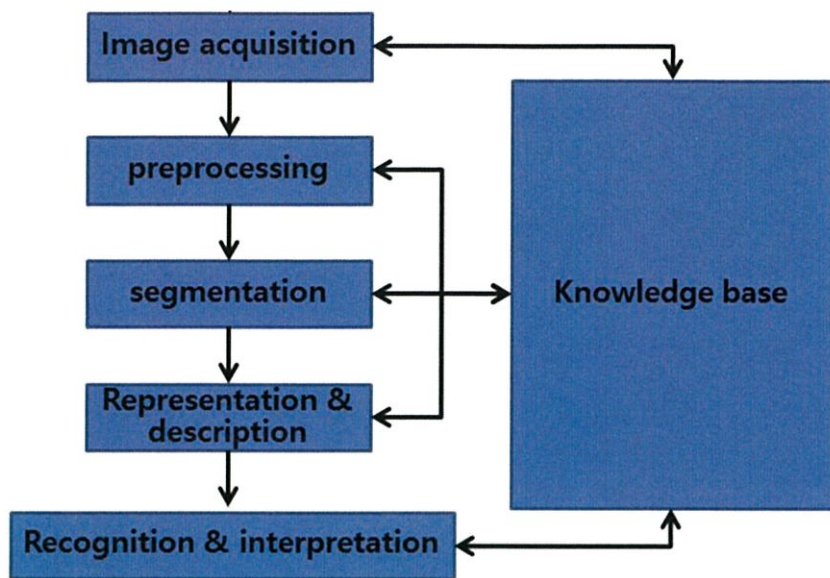 Image acquisition
preprocessing
segmentation
Knowledge base
Representation &
description
Recognition & interpretation